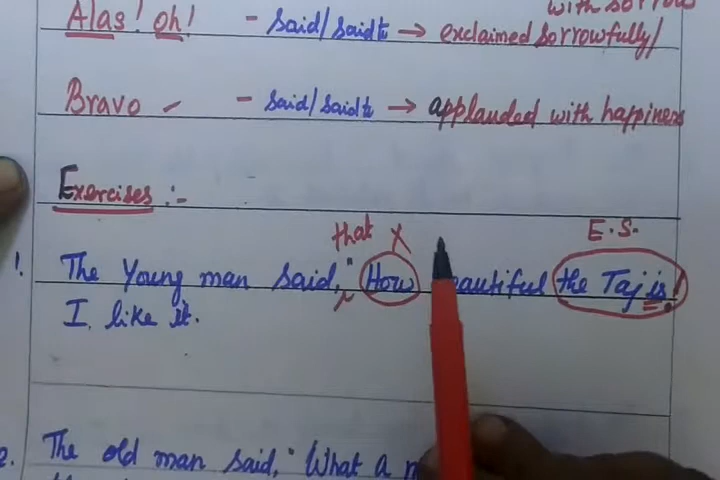 with sorrow
Alas! oh! - said/said to → exclaimed sorrowfully/
Bravo - said/said to → applauded with happiness
Exercises :-
that X E.S.
1. The Young man said, "How beautiful the Taj is!
I like it.
2. The old man said, "What a